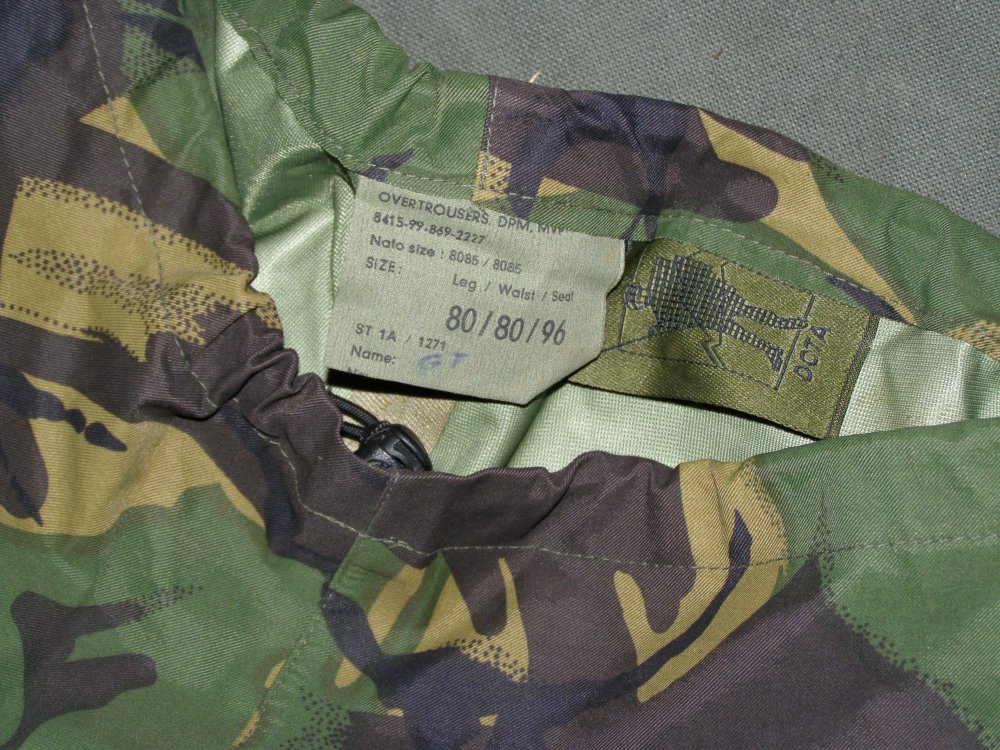 OVERTROUSERS, DPM, MVP
8415-99-869-2227
Nato size : 8085 / 8085
SIZE:
Leg / Waist / Seat
80/80/96
ST 1A / 1271
Name: GT
DCTA